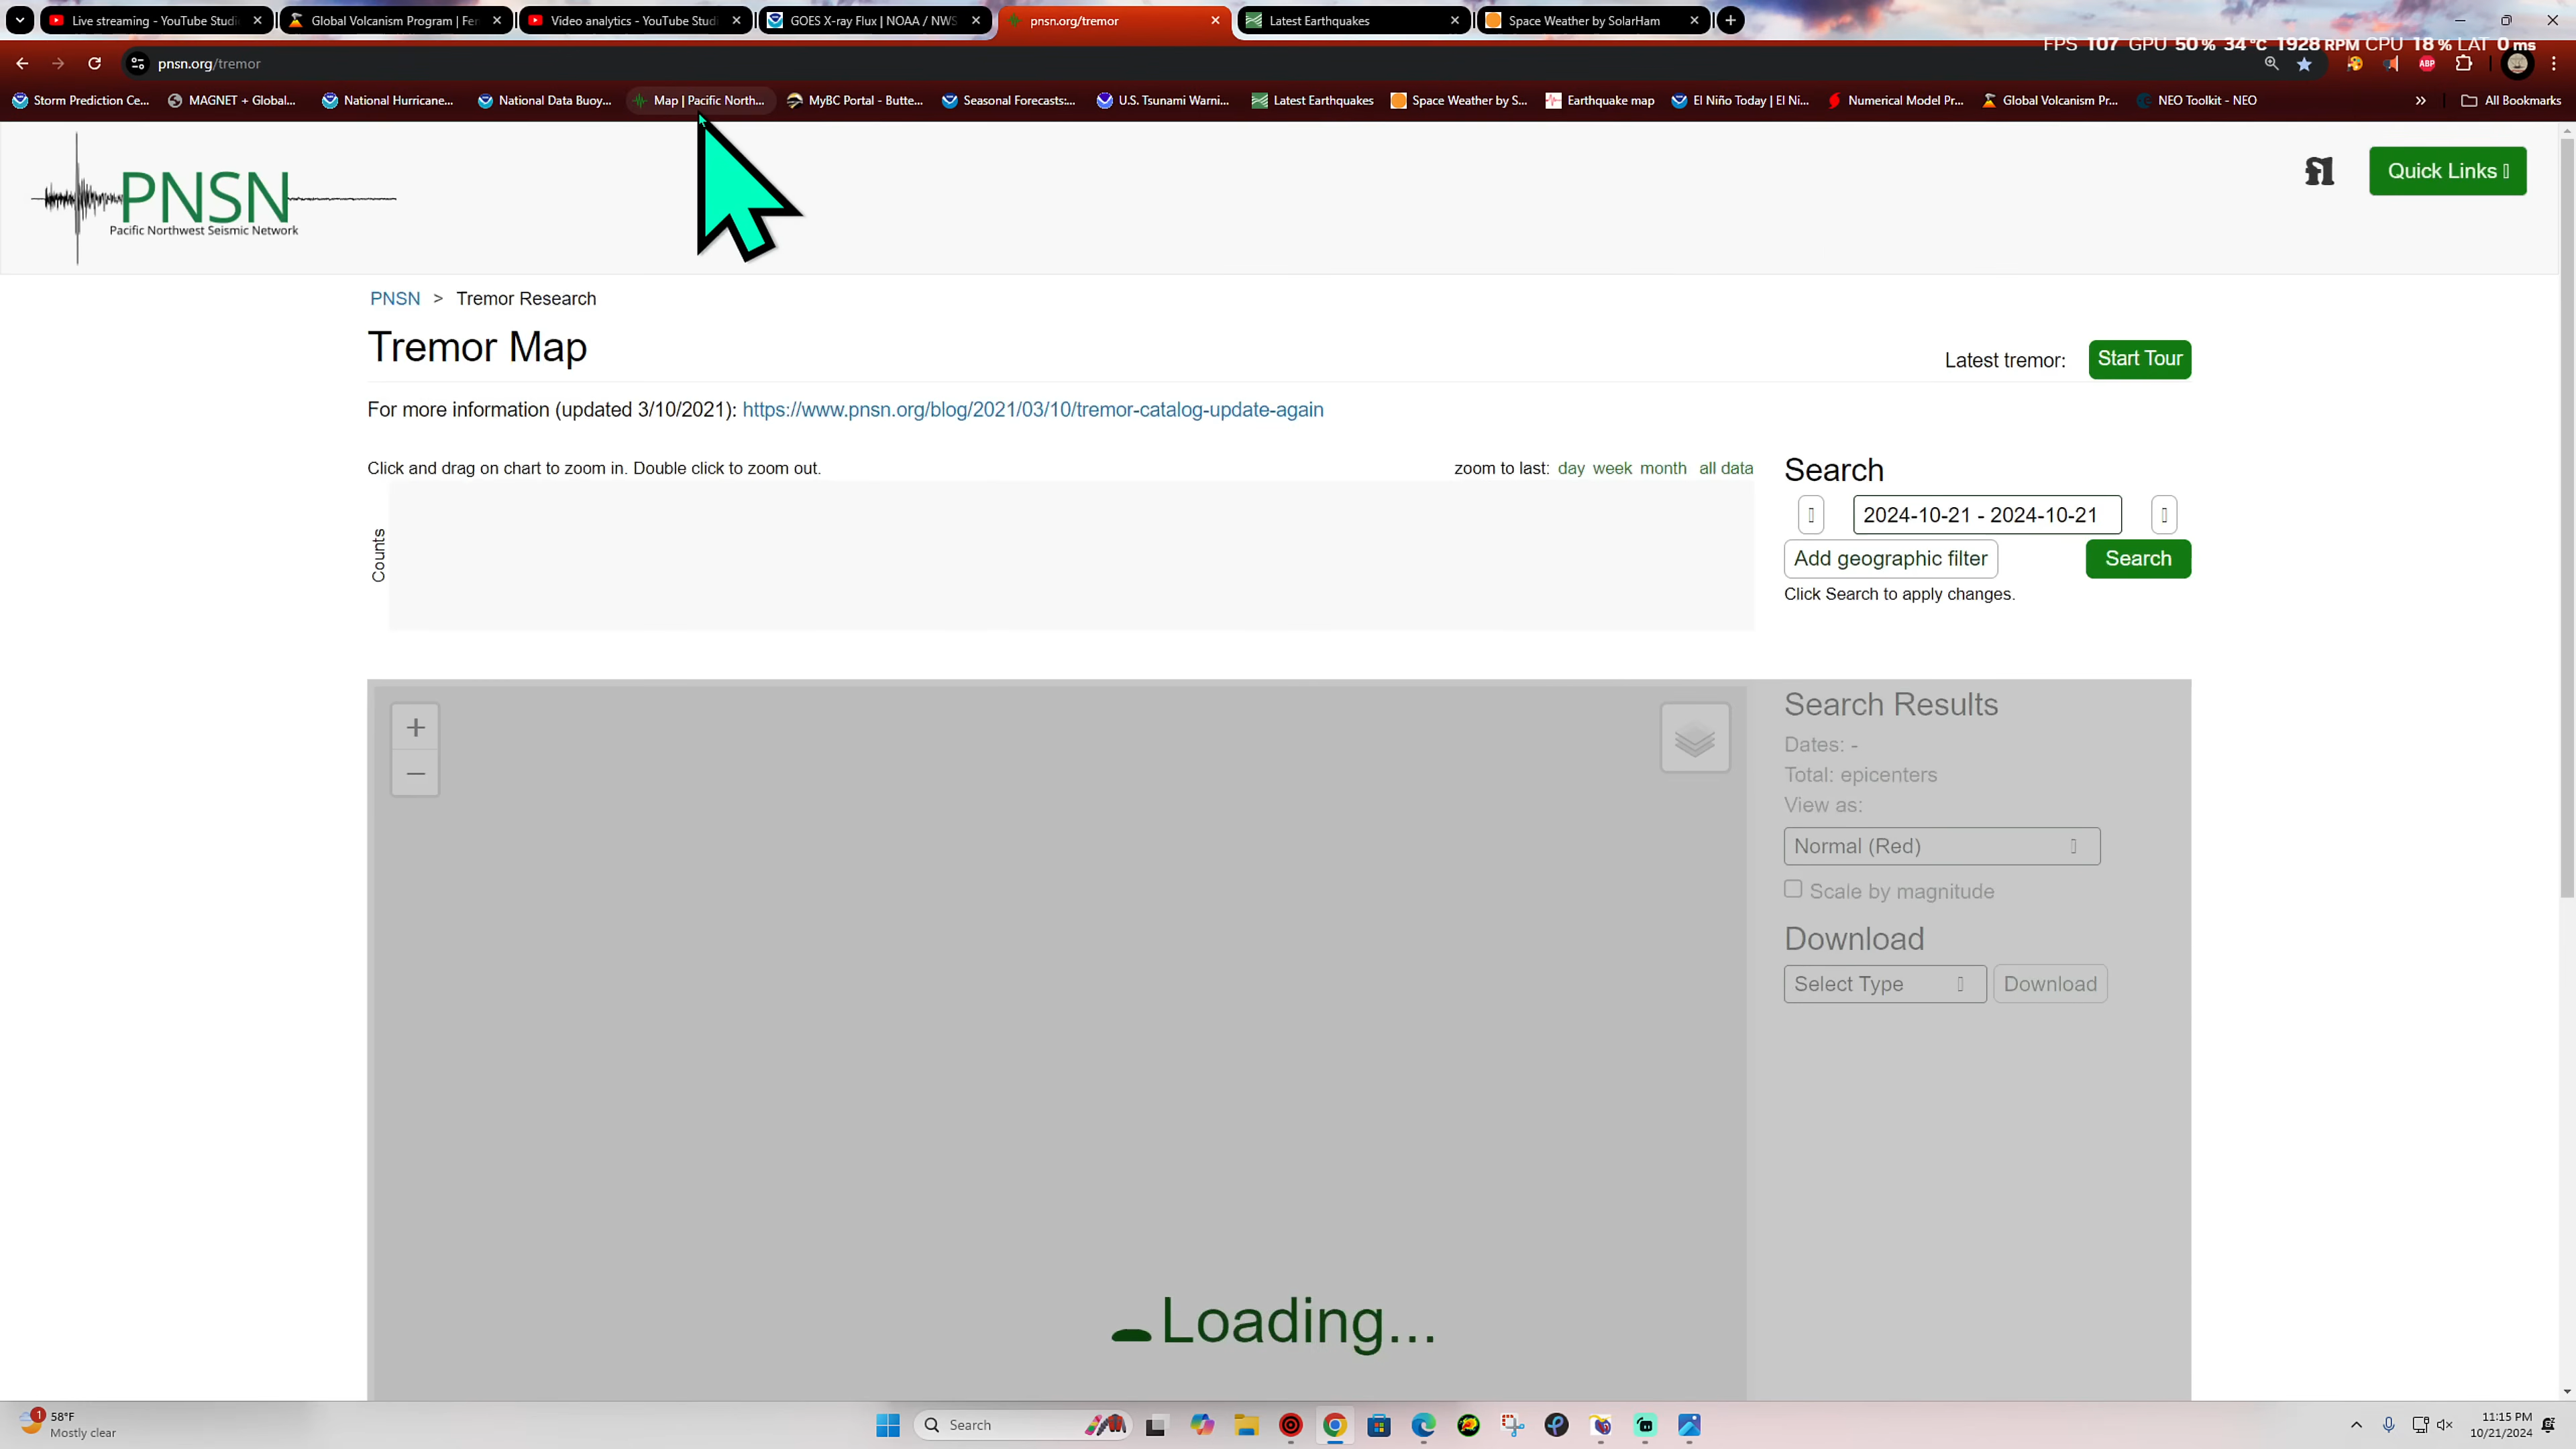 Live streaming - YouTube Studi
Global Volcanism Program | Fer
Video analytics - YouTube Studi
GOES X-ray Flux | NOAA / NWS
pnsn.org/tremor
Latest Earthquakes
Space Weather by SolarHam
FPS 107 GPU 50 % 34 °C 1928 RPM CPU 18 % LAT 0 ms
pnsn.org/tremor
ABP
Storm Prediction Ce...
MAGNET + Global...
National Hurricane...
National Data Buoy...
Map | Pacific North...
MyBC Portal - Butte...
Seasonal Forecasts:...
U.S. Tsunami Warni...
Latest Earthquakes
Space Weather by S...
Earthquake map
El Niño Today | El Ni...
Numerical Model Pr...
Global Volcanism Pr...
NEO Toolkit - NEO
All Bookmarks
PNSN
Pacific Northwest Seismic Network
Quick Links
PNSN > Tremor Research
Tremor Map
Latest tremor:
Start Tour
For more information (updated 3/10/2021): https://www.pnsn.org/blog/2021/03/10/tremor-catalog-update-again
Click and drag on chart to zoom in. Double click to zoom out.
zoom to last: day week month all data
Counts
Search
2024-10-21 - 2024-10-21
Add geographic filter
Search
Click Search to apply changes.
Search Results
Dates: -
Total: epicenters
View as:
Normal (Red)
Scale by magnitude
Download
Select Type
Download
Loading...
1
58°F
Mostly clear
Search
11:15 PM
10/21/2024